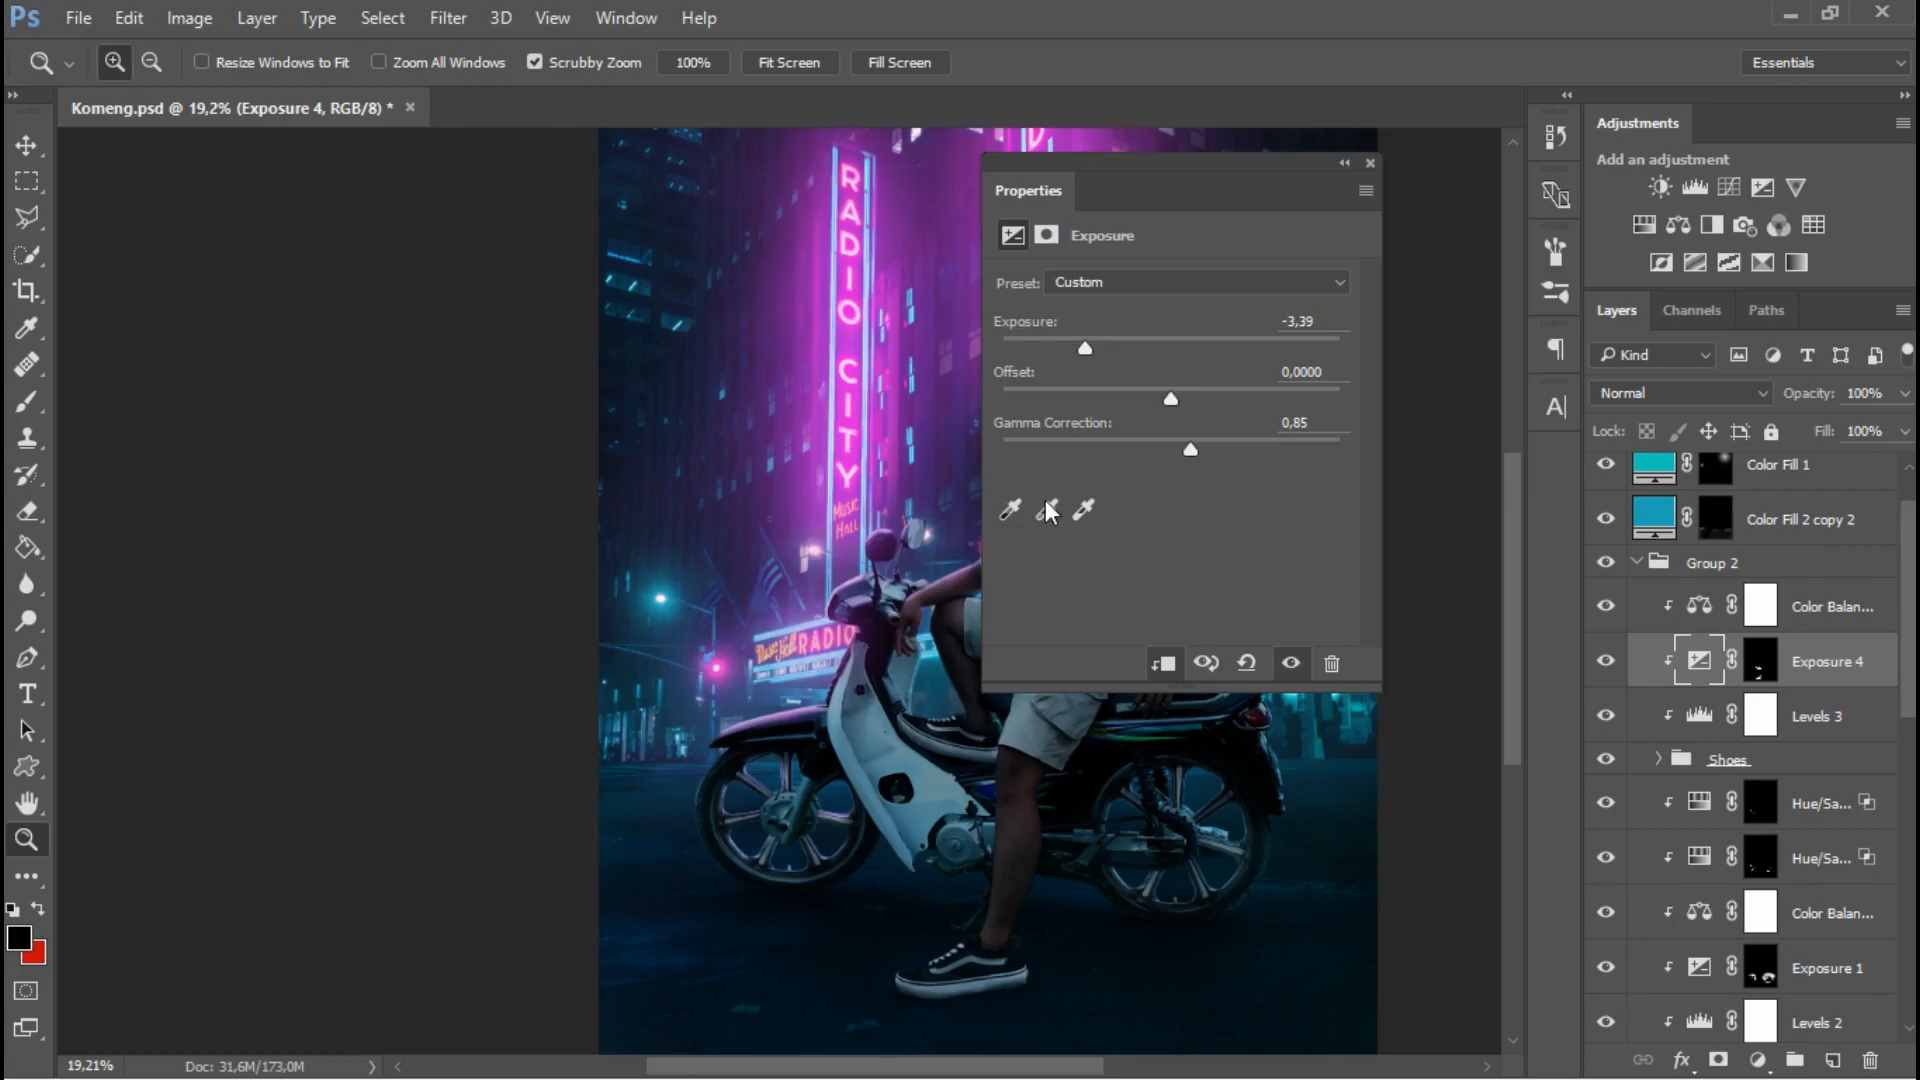 Ps File Edit Image Layer Type Select Filter 3D View Window Help
Resize Windows to Fit Zoom All Windows Scrubby Zoom 100% Fit Screen Fill Screen Essentials
Komeng.psd @ 19,2% (Exposure 4, RGB/8) *
RADIO CITY
MUSIC
HALL
RADIO
Properties
Exposure
Preset: Custom
Exposure: -3,39
Offset: 0,0000
Gamma Correction: 0,85
Adjustments
Add an adjustment
Layers Channels Paths
Kind
Normal Opacity: 100%
Lock: Fill: 100%
Color Fill 1
Color Fill 2 copy 2
Group 2
Color Balan...
Exposure 4
Levels 3
Shoes
Hue/Sa...
Hue/Sa...
Color Balan...
Exposure 1
Levels 2
fx
19,21% Doc: 31,6M/173,0M